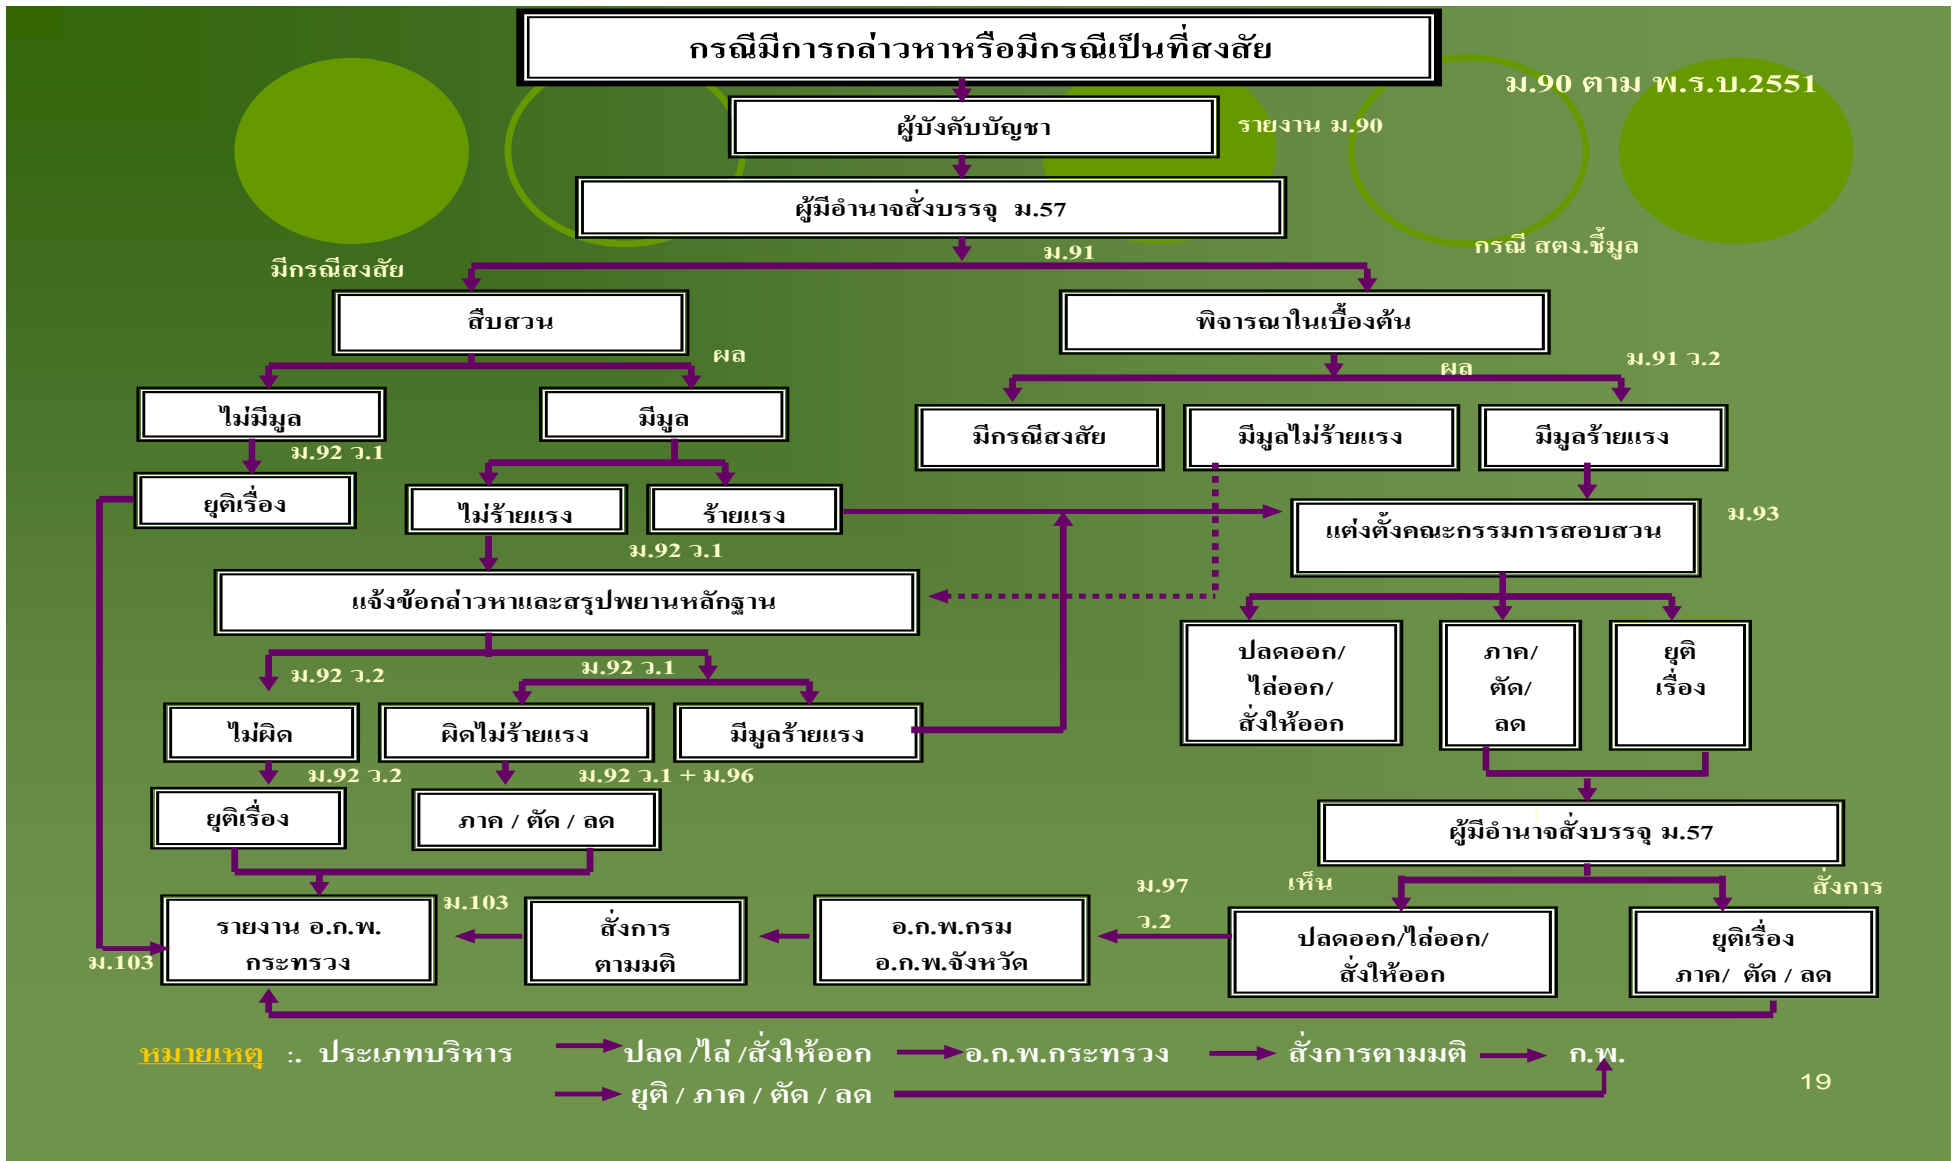 กรณีมีการกล่าวหาหรือมีกรณีเป็นที่สงสัย
ม.90 ตาม พ.ร.บ.2551
ผู้บังคับบัญชา
รายงาน ม.90
ผู้มีอำนาจสั่งบรรจุ ม.57
ม.91
กรณี สตง.ชี้มูล
มีกรณีสงสัย
สืบสวน
พิจารณาในเบื้องต้น
ผล
ผล
ม.91 ว.2
ไม่มีมูล
มีมูล
มีกรณีสงสัย
มีมูลไม่ร้ายแรง
มีมูลร้ายแรง
ม.92 ว.1
ยุติเรื่อง
ไม่ร้ายแรง
ร้ายแรง
แต่งตั้งคณะกรรมการสอบสวน
ม.93
ม.92 ว.1
แจ้งข้อกล่าวหาและสรุปพยานหลักฐาน
ปลดออก/
ไล่ออก/
สั่งให้ออก
ภาค/
ตัด/
ลด
ยุติ
เรื่อง
ม.92 ว.2
ม.92 ว.1
ไม่ผิด
ผิดไม่ร้ายแรง
มีมูลร้ายแรง
ม.92 ว.2
ม.92 ว.1 + ม.96
ยุติเรื่อง
ภาค / ตัด / ลด
ผู้มีอำนาจสั่งบรรจุ ม.57
เห็น
สั่งการ
ม.97
ว.2
ม.103
รายงาน อ.ก.พ.
กระทรวง
สั่งการ
ตามมติ
อ.ก.พ.กรม
อ.ก.พ.จังหวัด
ปลดออก/ไล่ออก/
สั่งให้ออก
ยุติเรื่อง
ภาค/ ตัด / ลด
ม.103
หมายเหตุ :. ประเภทบริหาร ปลด /ไล่ /สั่งให้ออก อ.ก.พ.กระทรวง สั่งการตามมติ ก.พ.
ยุติ / ภาค / ตัด / ลด
19